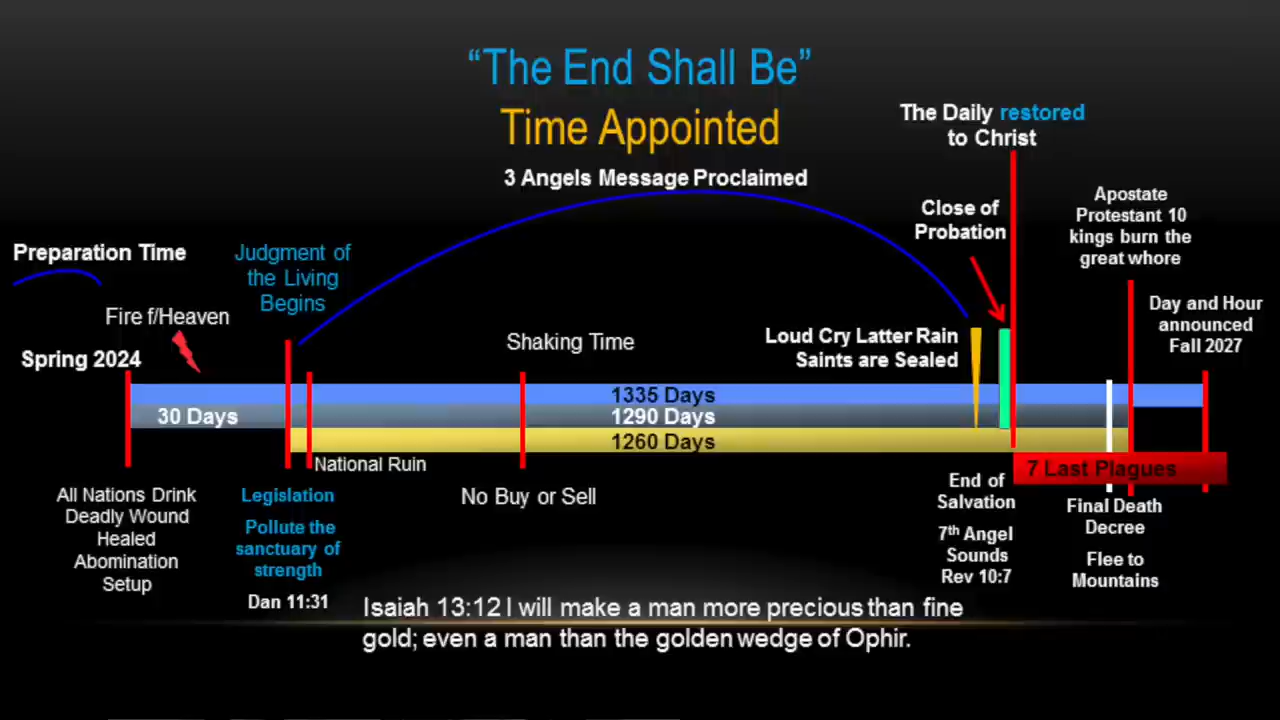 “The End Shall Be”
Time Appointed
3 Angels Message Proclaimed
The Daily restored
to Christ
Close of
Probation
Apostate
Protestant 10
kings burn the
great whore
Preparation Time
Judgment of
the Living
Begins
Fire f/Heaven
Spring 2024
Shaking Time
Loud Cry Latter Rain
Saints are Sealed
Day and Hour
announced
Fall 2027
1335 Days
30 Days
1290 Days
1260 Days
National Ruin
7 Last Plagues
All Nations Drink
Deadly Wound
Healed
Abomination
Setup
Legislation
Pollute the
sanctuary of
strength
Dan 11:31
No Buy or Sell
End of
Salvation
7th Angel
Sounds
Rev 10:7
Final Death
Decree
Flee to
Mountains
Isaiah 13:12 I will make a man more precious than fine
gold; even a man than the golden wedge of Ophir.